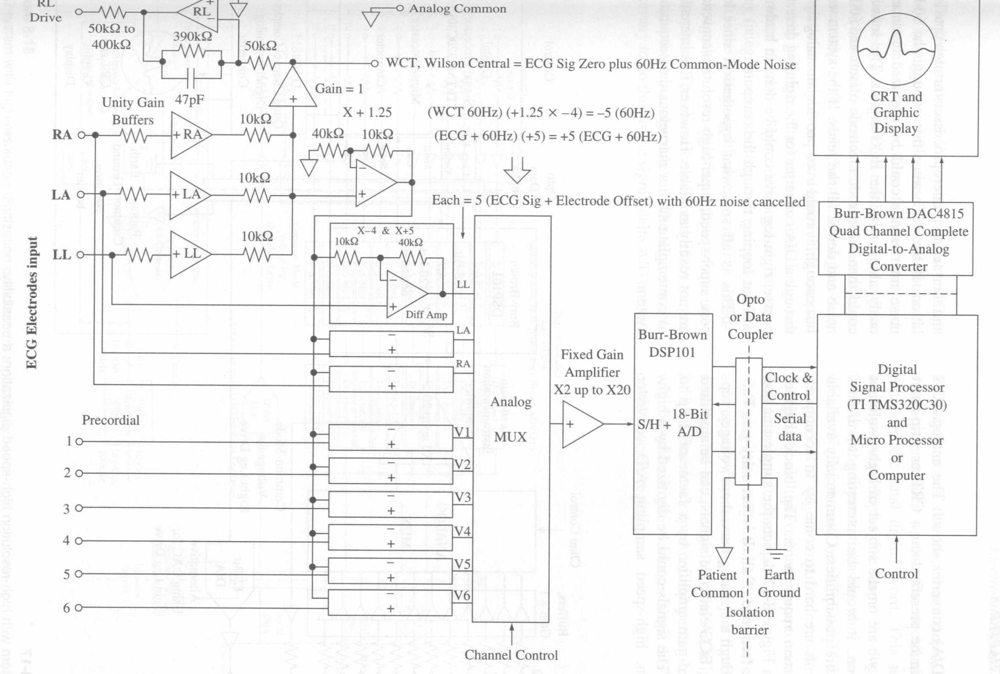 RL
Drive
50kΩ to
400kΩ
+
RL
−
390kΩ
47pF
50kΩ
Analog Common
WCT, Wilson Central = ECG Sig Zero plus 60Hz Common-Mode Noise
Gain = 1
+
X + 1.25
(WCT 60Hz) (+1.25 × −4) = −5 (60Hz)
(ECG + 60Hz) (+5) = +5 (ECG + 60Hz)
40kΩ
10kΩ
−
+
Each = 5 (ECG Sig + Electrode Offset) with 60Hz noise cancelled
Unity Gain
Buffers
RA
+ RA
10kΩ
LA
+ LA
10kΩ
LL
+ LL
10kΩ
ECG Electrodes input
X−4 & X+5
10kΩ
40kΩ
−
+
Diff Amp
LL
−
+
LA
−
+
RA
Precordial
1
−
+
V1
2
−
+
V2
3
−
+
V3
4
−
+
V4
5
−
+
V5
6
−
+
V6
Analog
MUX
Channel Control
Fixed Gain
Amplifier
X2 up to X20
+
Burr-Brown
DSP101
18-Bit
S/H +
A/D
Opto
or Data
Coupler
Clock &
Control
Serial
data
Patient
Common
Earth
Ground
Isolation
barrier
Digital
Signal Processor
(TI TMS320C30)
and
Micro Processor
or
Computer
Control
Burr-Brown DAC4815
Quad Channel Complete
Digital-to-Analog
Converter
CRT and
Graphic
Display